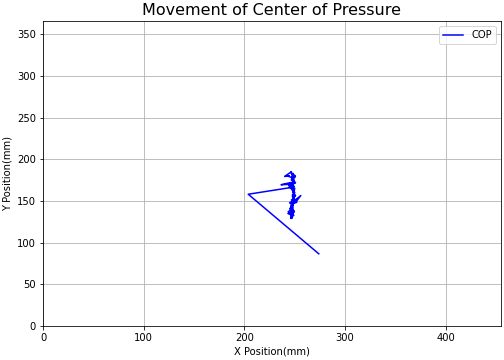 Movement of Center of Pressure
COP
Y Position(mm)
350
300
250
200
150
100
50
0
0 100 200 300 400
X Position(mm)